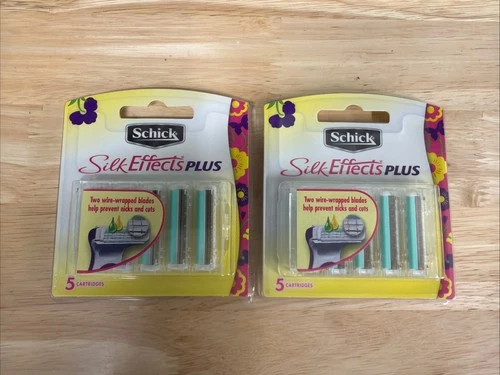 Schick
Silk Effects PLUS
Two wire-wrapped blades
help prevent nicks and cuts
5 CARTRIDGES
Schick
Silk Effects PLUS
Two wire-wrapped blades
help prevent nicks and cuts
5 CARTRIDGES